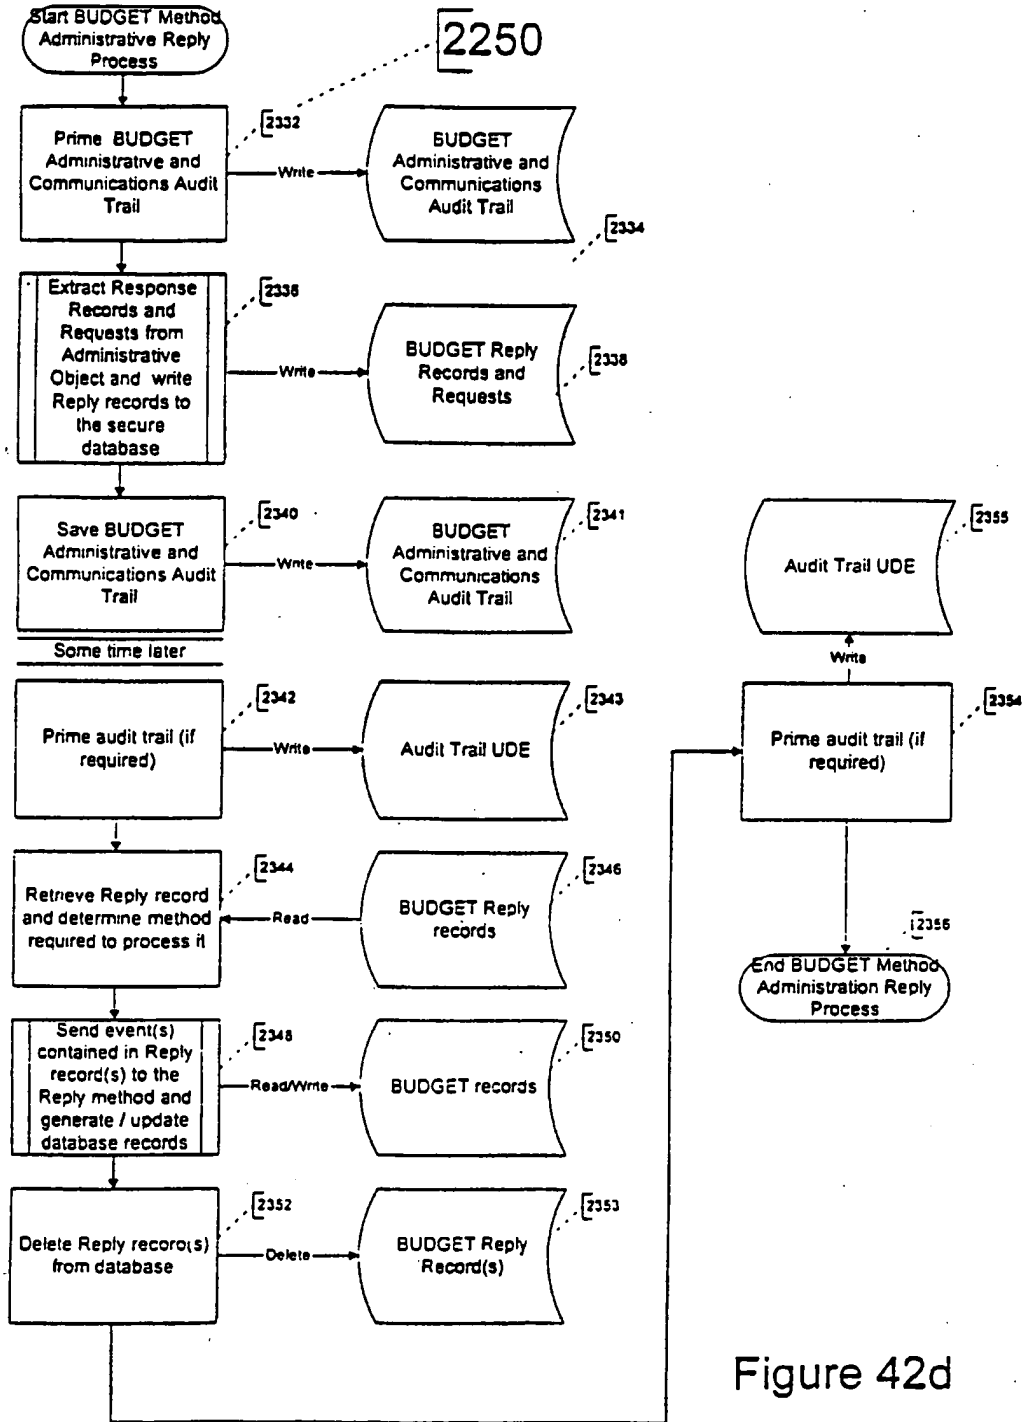 Start BUDGET Method
Administrative Reply
Process
2250
Prime BUDGET
Administrative and
Communications Audit
Trail
2332
Write
BUDGET
Administrative and
Communications
Audit Trail
2334
Extract Response
Records and
Requests from
Administrative
Object and write
Reply records to
the secure
database
2336
Write
BUDGET Reply
Records and
Requests
2338
Save BUDGET
Administrative and
Communications Audit
Trail
2340
Write
BUDGET
Administrative and
Communications
Audit Trail
2341
Some time later
Prime audit trail (if
required)
2342
Write
Audit Trail UDE
2343
Retrieve Reply record
and determine method
required to process it
2344
Read
BUDGET Reply
records
2346
Send event(s)
contained in Reply
record(s) to the
Reply method and
generate / update
database records
2348
Read/Write
BUDGET records
2350
Delete Reply record(s)
from database
2352
Delete
BUDGET Reply
Record(s)
2353
Audit Trail UDE
2355
Write
Prime audit trail (if
required)
2354
2356
End BUDGET Method
Administration Reply
Process
Figure 42d